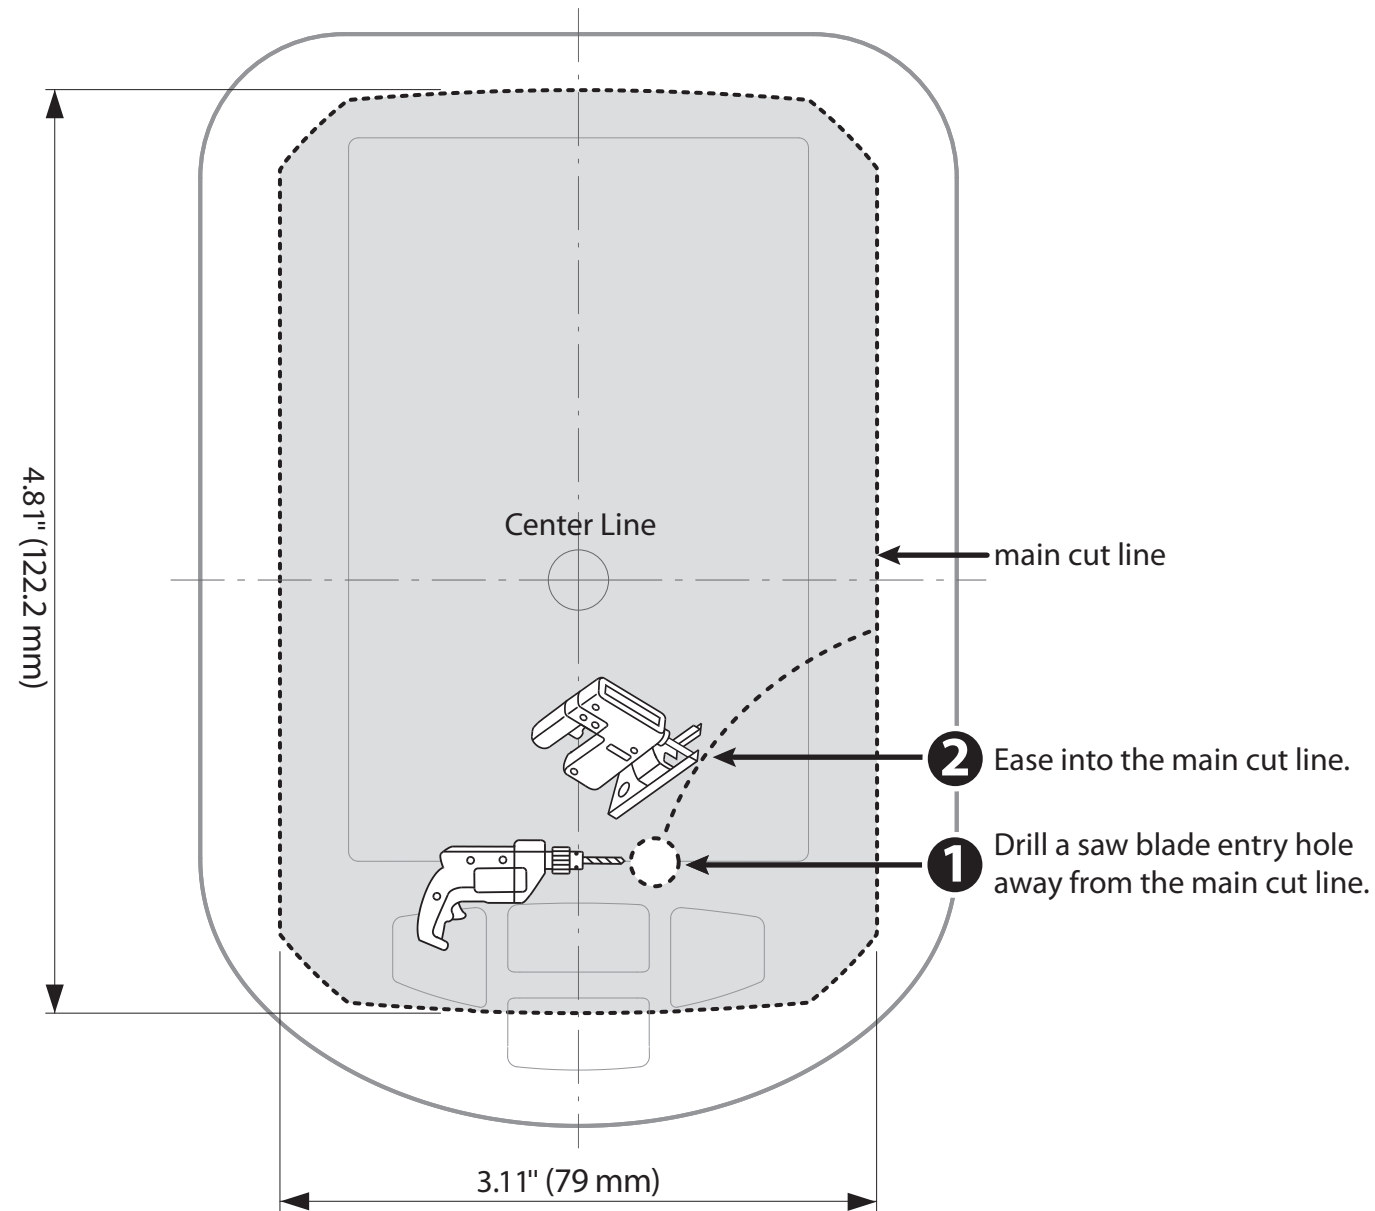 Center Line
main cut line
4.81" (122.2 mm)
2 Ease into the main cut line.
1 Drill a saw blade entry hole
away from the main cut line.
3.11" (79 mm)